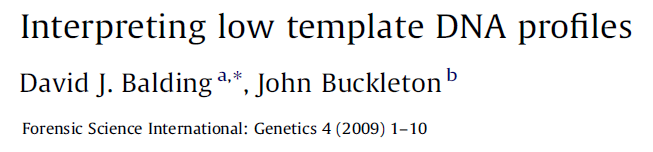 Interpreting low template DNA profiles
David J. Balding a,*, John Buckleton b
Forensic Science International: Genetics 4 (2009) 1–10